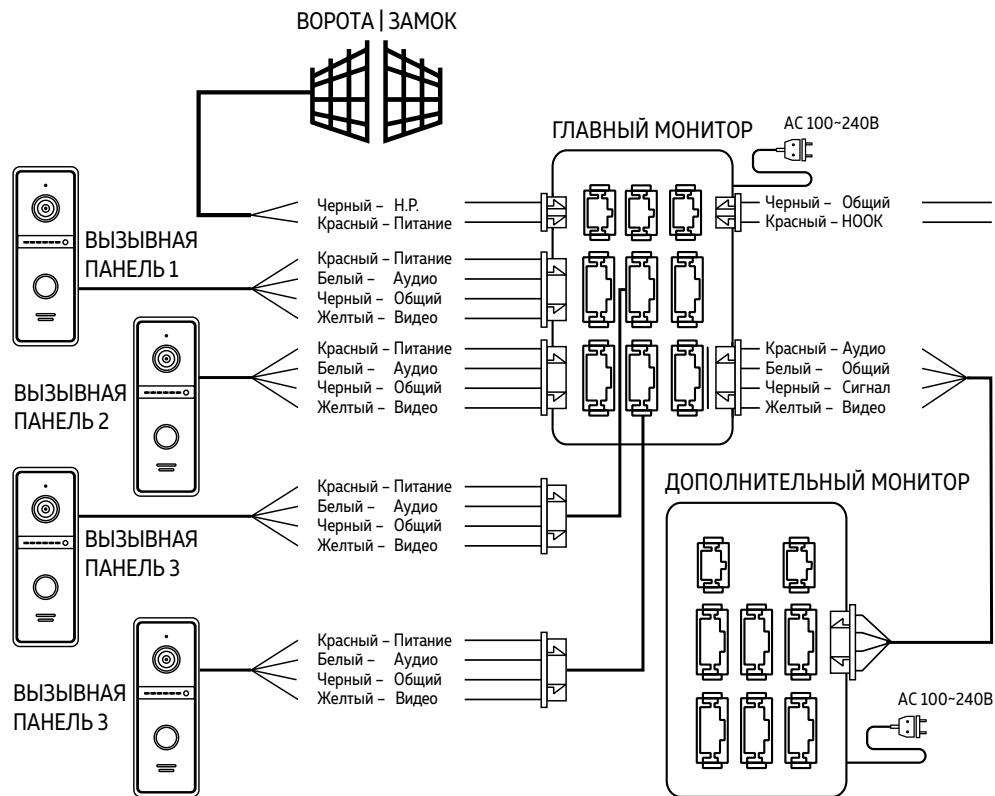 ВОРОТА | ЗАМОК
ГЛАВНЫЙ МОНИТОР
AC 100~240В
Черный – Н.Р.
Красный – Питание
Черный – Общий
Красный – HOOK
ВЫЗЫВНАЯ
ПАНЕЛЬ 1
Красный – Питание
Белый – Аудио
Черный – Общий
Желтый – Видео
ВЫЗЫВНАЯ
ПАНЕЛЬ 2
Красный – Питание
Белый – Аудио
Черный – Общий
Желтый – Видео
Красный – Аудио
Белый – Общий
Черный – Сигнал
Желтый – Видео
ДОПОЛНИТЕЛЬНЫЙ МОНИТОР
ВЫЗЫВНАЯ
ПАНЕЛЬ 3
Красный – Питание
Белый – Аудио
Черный – Общий
Желтый – Видео
ВЫЗЫВНАЯ
ПАНЕЛЬ 3
Красный – Питание
Белый – Аудио
Черный – Общий
Желтый – Видео
AC 100~240В